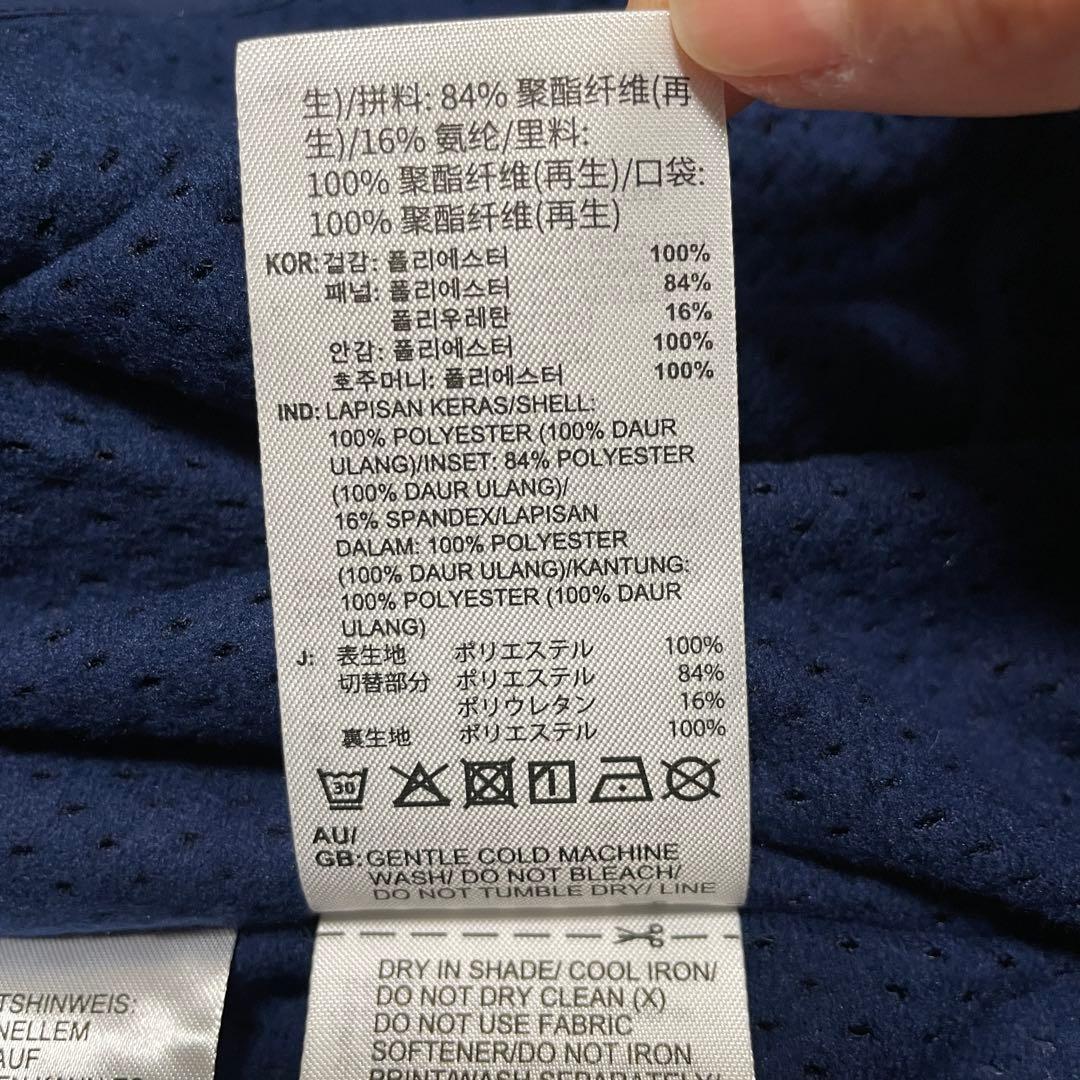 生)/拼料: 84% 聚酯纤维(再
生)/16% 氨纶/里料:
100% 聚酯纤维(再生)/口袋:
100% 聚酯纤维(再生)
KOR: 겉감: 폴리에스터 100%
패널: 폴리에스터 84%
폴리우레탄 16%
안감: 폴리에스터 100%
호주머니: 폴리에스터 100%
IND: LAPISAN KERAS/SHELL:
100% POLYESTER (100% DAUR
ULANG)/INSET: 84% POLYESTER
(100% DAUR ULANG)/
16% SPANDEX/LAPISAN
DALAM: 100% POLYESTER
(100% DAUR ULANG)/KANTUNG:
100% POLYESTER (100% DAUR
ULANG)
J: 表生地 ポリエステル 100%
切替部分 ポリエステル 84%
ポリウレタン 16%
裏生地 ポリエステル 100%
30
AU/
GB: GENTLE COLD MACHINE
WASH/ DO NOT BLEACH/
DO NOT TUMBLE DRY/ LINE
DRY IN SHADE/ COOL IRON/
DO NOT DRY CLEAN (X)
DO NOT USE FABRIC
SOFTENER/DO NOT IRON
PRINT/WASH SEPARATELY/
TSHINWEIS:
NELLEM
AUF